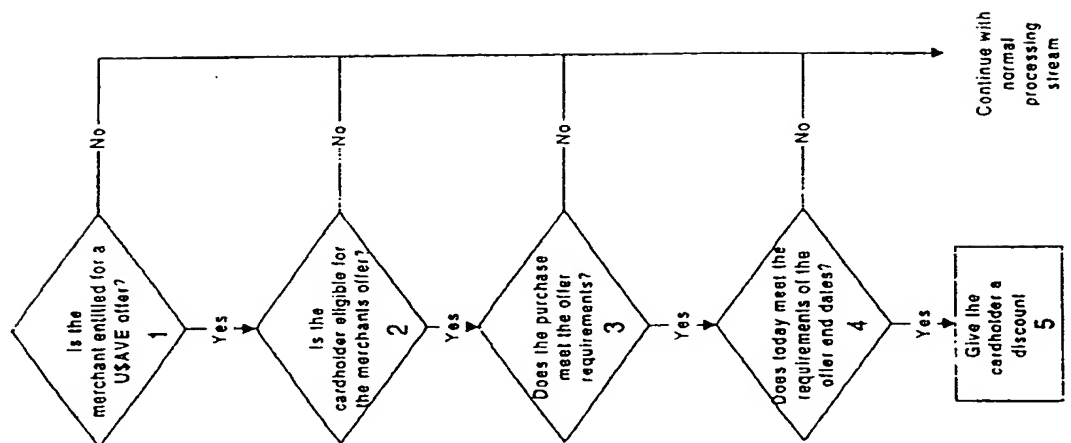 Is the
merchant entitled for a
U$AVE offer?
1
No
Yes
Is the
cardholder eligible for
the merchants offer?
2
No
Yes
Does the purchase
meet the offer
requirements?
3
No
Yes
Does today meet the
requirements of the
offer and dates?
4
No
Yes
Give the
cardholder a
discount
5
Continue with
normal
processing
stream